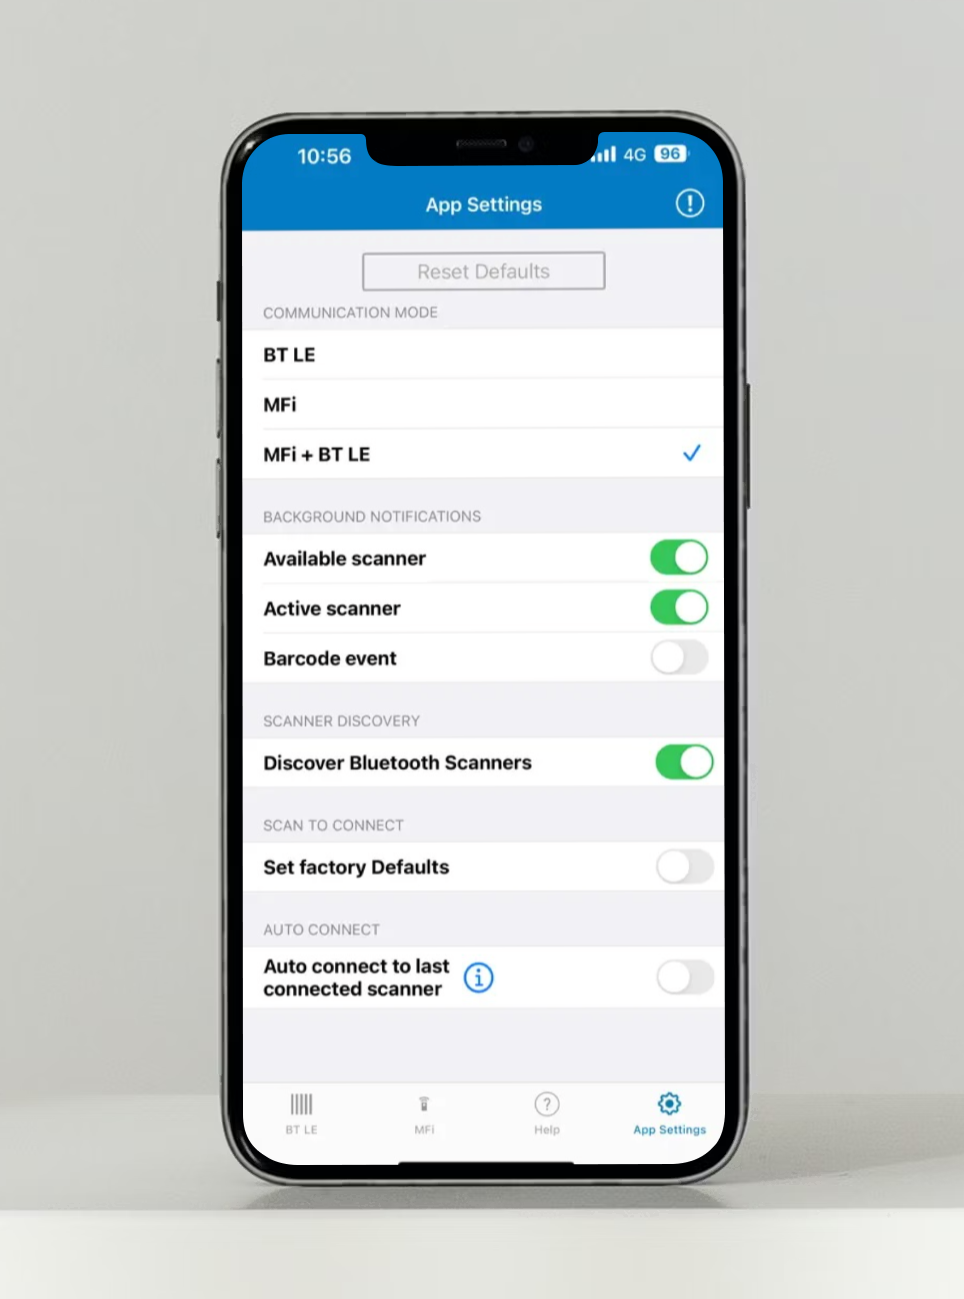 10:56
4G 96
App Settings
Reset Defaults
COMMUNICATION MODE
BT LE
MFi
MFi + BT LE
BACKGROUND NOTIFICATIONS
Available scanner
Active scanner
Barcode event
SCANNER DISCOVERY
Discover Bluetooth Scanners
SCAN TO CONNECT
Set factory Defaults
AUTO CONNECT
Auto connect to last
connected scanner
BT LE MFi Help App Settings